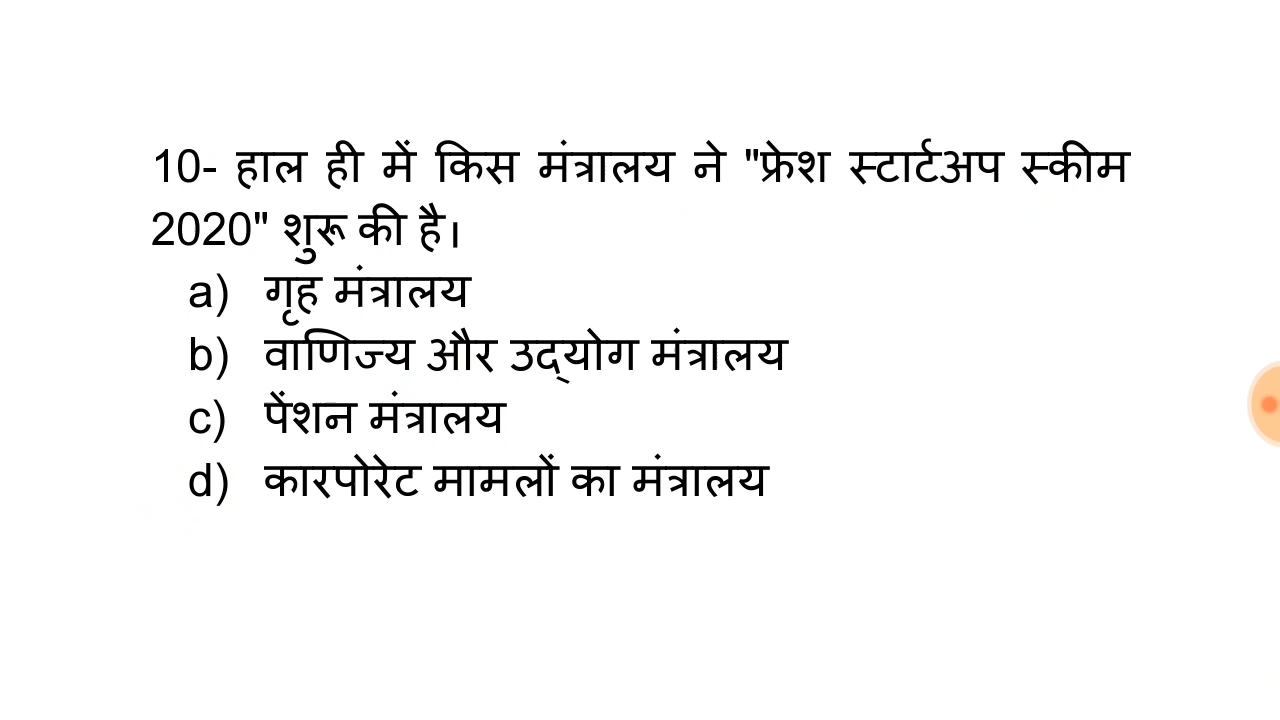 10- हाल ही में किस मंत्रालय ने "फ्रेश स्टार्टअप स्कीम
2020" शुरू की है।
a) गृह मंत्रालय
b) वाणिज्य और उद्योग मंत्रालय
c) पेंशन मंत्रालय
d) कारपोरेट मामलों का मंत्रालय